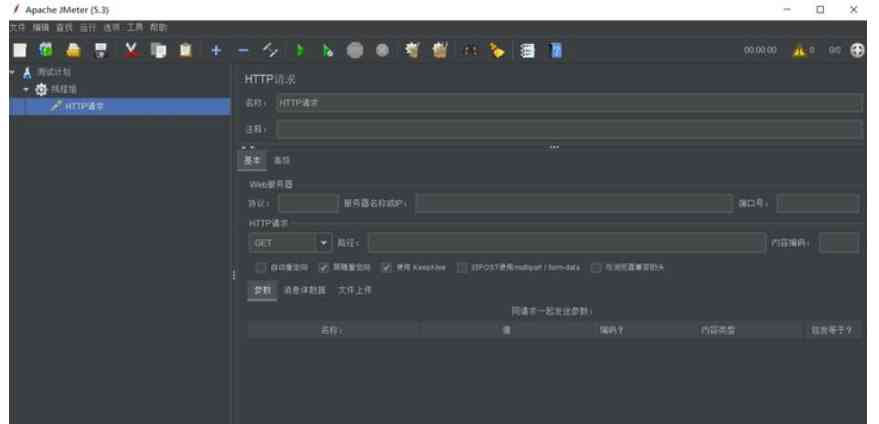 Apache JMeter (5.3)
文件 编辑 查找 运行 选项 工具 帮助
00:00:00 0 0/0
测试计划
线程组
HTTP请求
HTTP请求
名称： HTTP请求
注释：
基本 高级
Web服务器
协议： 服务器名称或IP： 端口号：
HTTP请求
GET 路径： 内容编码：
自动重定向 跟随重定向 使用 KeepAlive 对POST使用multipart / form-data 与浏览器兼容的头
参数 消息体数据 文件上传
同请求一起发送参数：
名称： 值 编码？ 内容类型 包含等于？